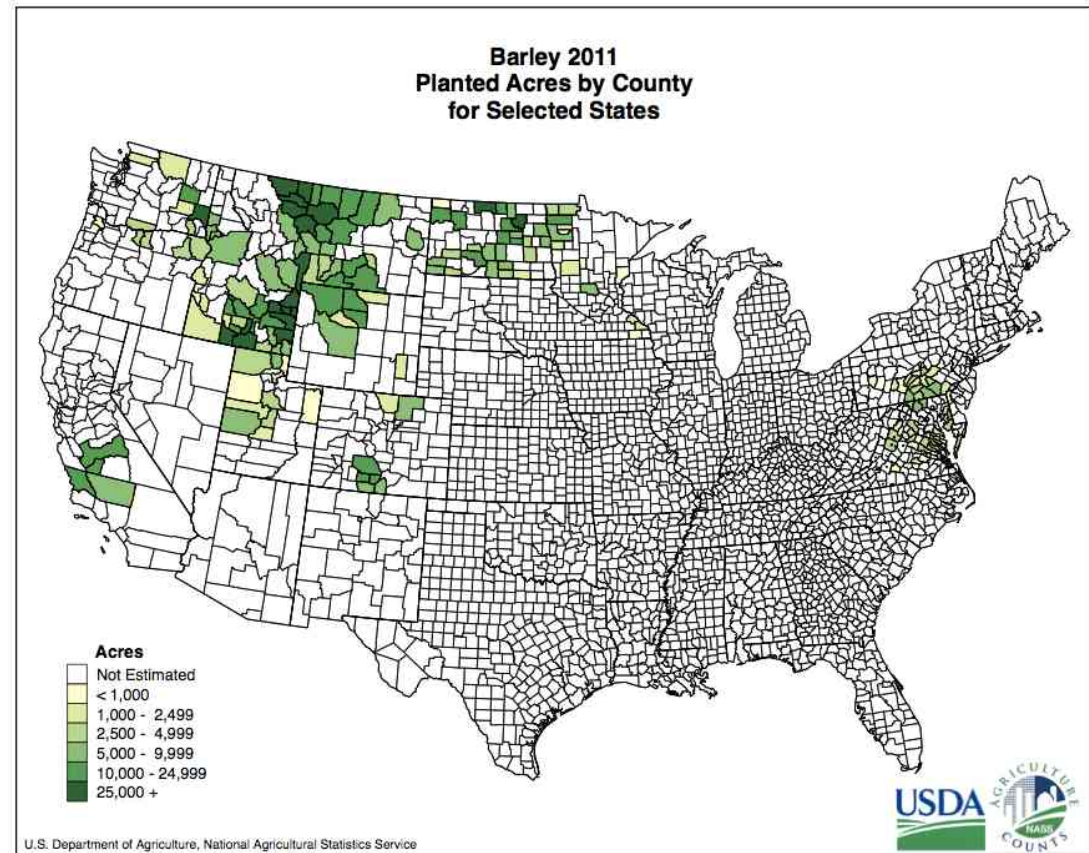 Barley 2011
Planted Acres by County
for Selected States
Acres
Not Estimated
< 1,000
1,000 - 2,499
2,500 - 4,999
5,000 - 9,999
10,000 - 24,999
25,000 +
USDA
AGRICULTURE
NASS
COUNTS
U.S. Department of Agriculture, National Agricultural Statistics Service